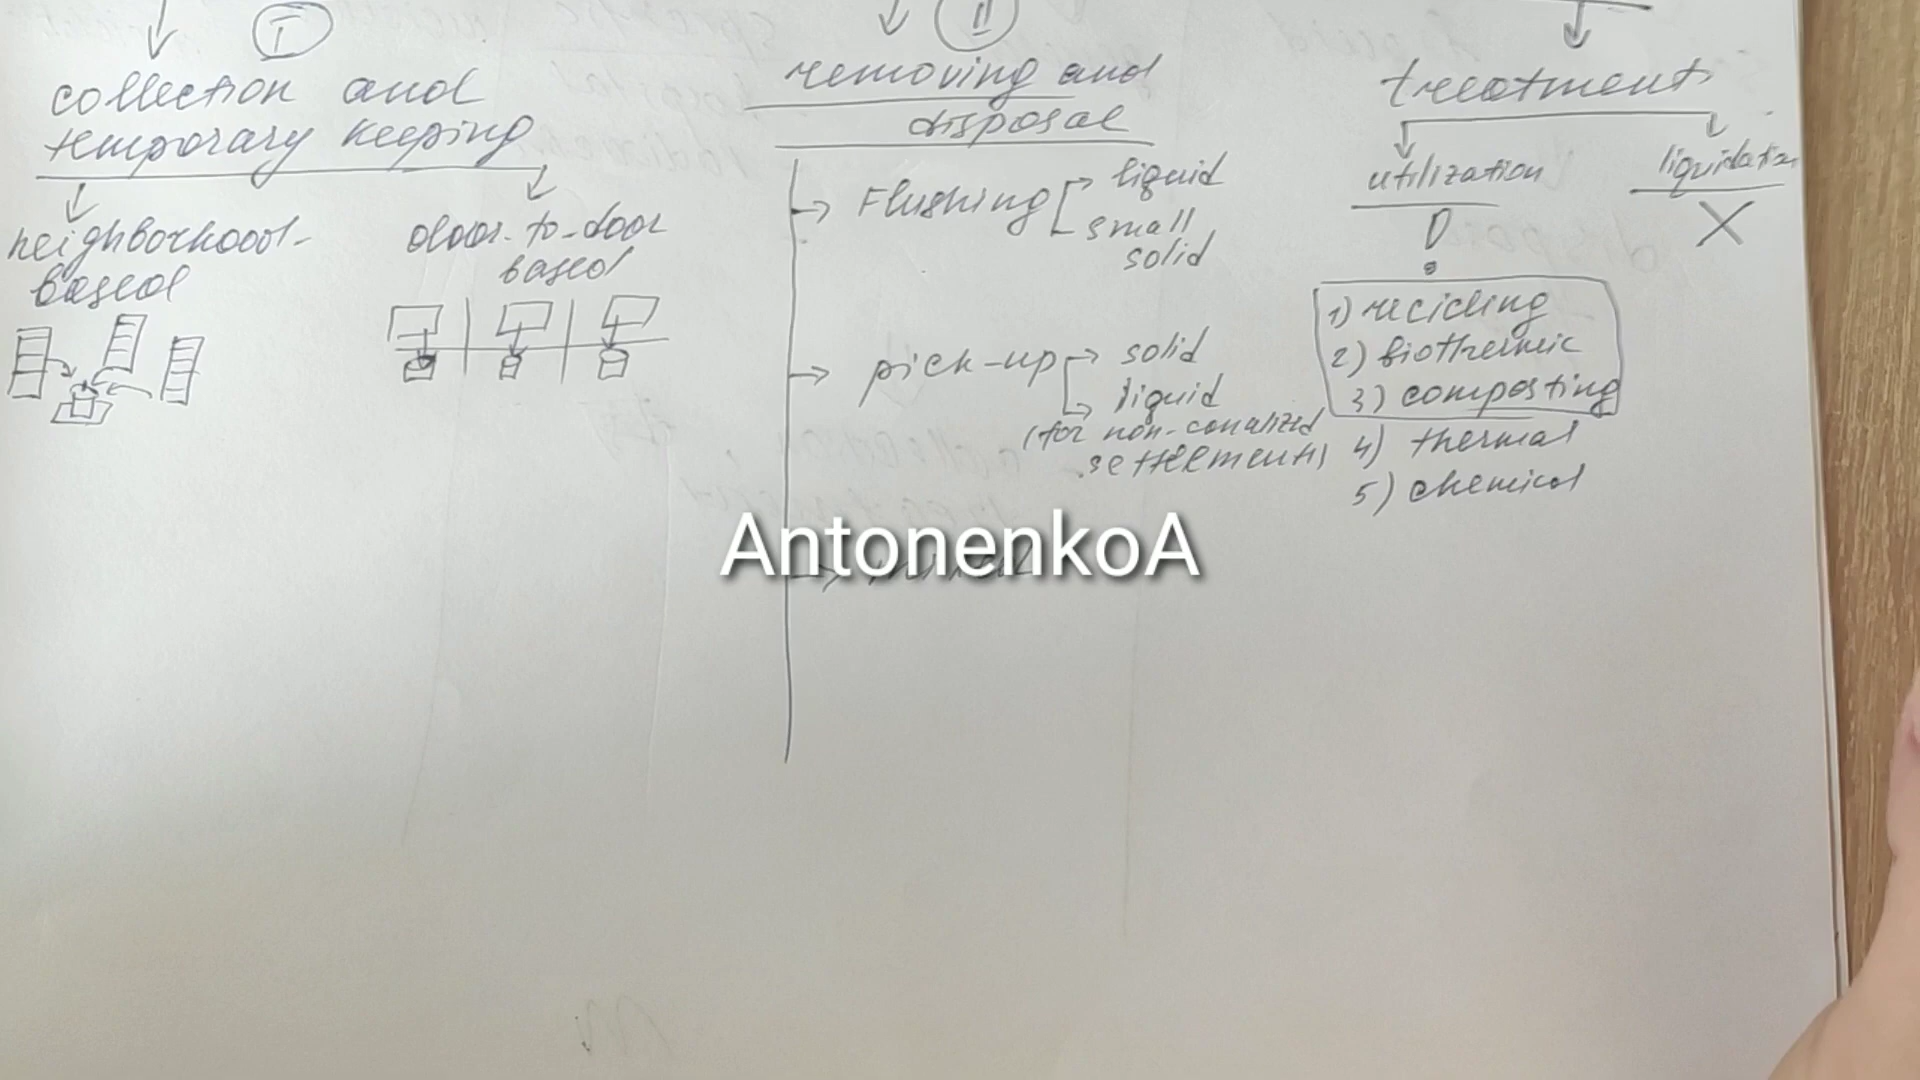 I
collection and
temporary keeping
neighborhood-
based
door-to-door
based
II
removing and
disposal
Flushing
liquid
small
solid
pick-up
solid
liquid
(for non-canalized
settlements)
mixed
treatment
utilization
liquidation
1) recicling
2) biothermic
3) composting
4) thermal
5) chemical
AntonenkoA